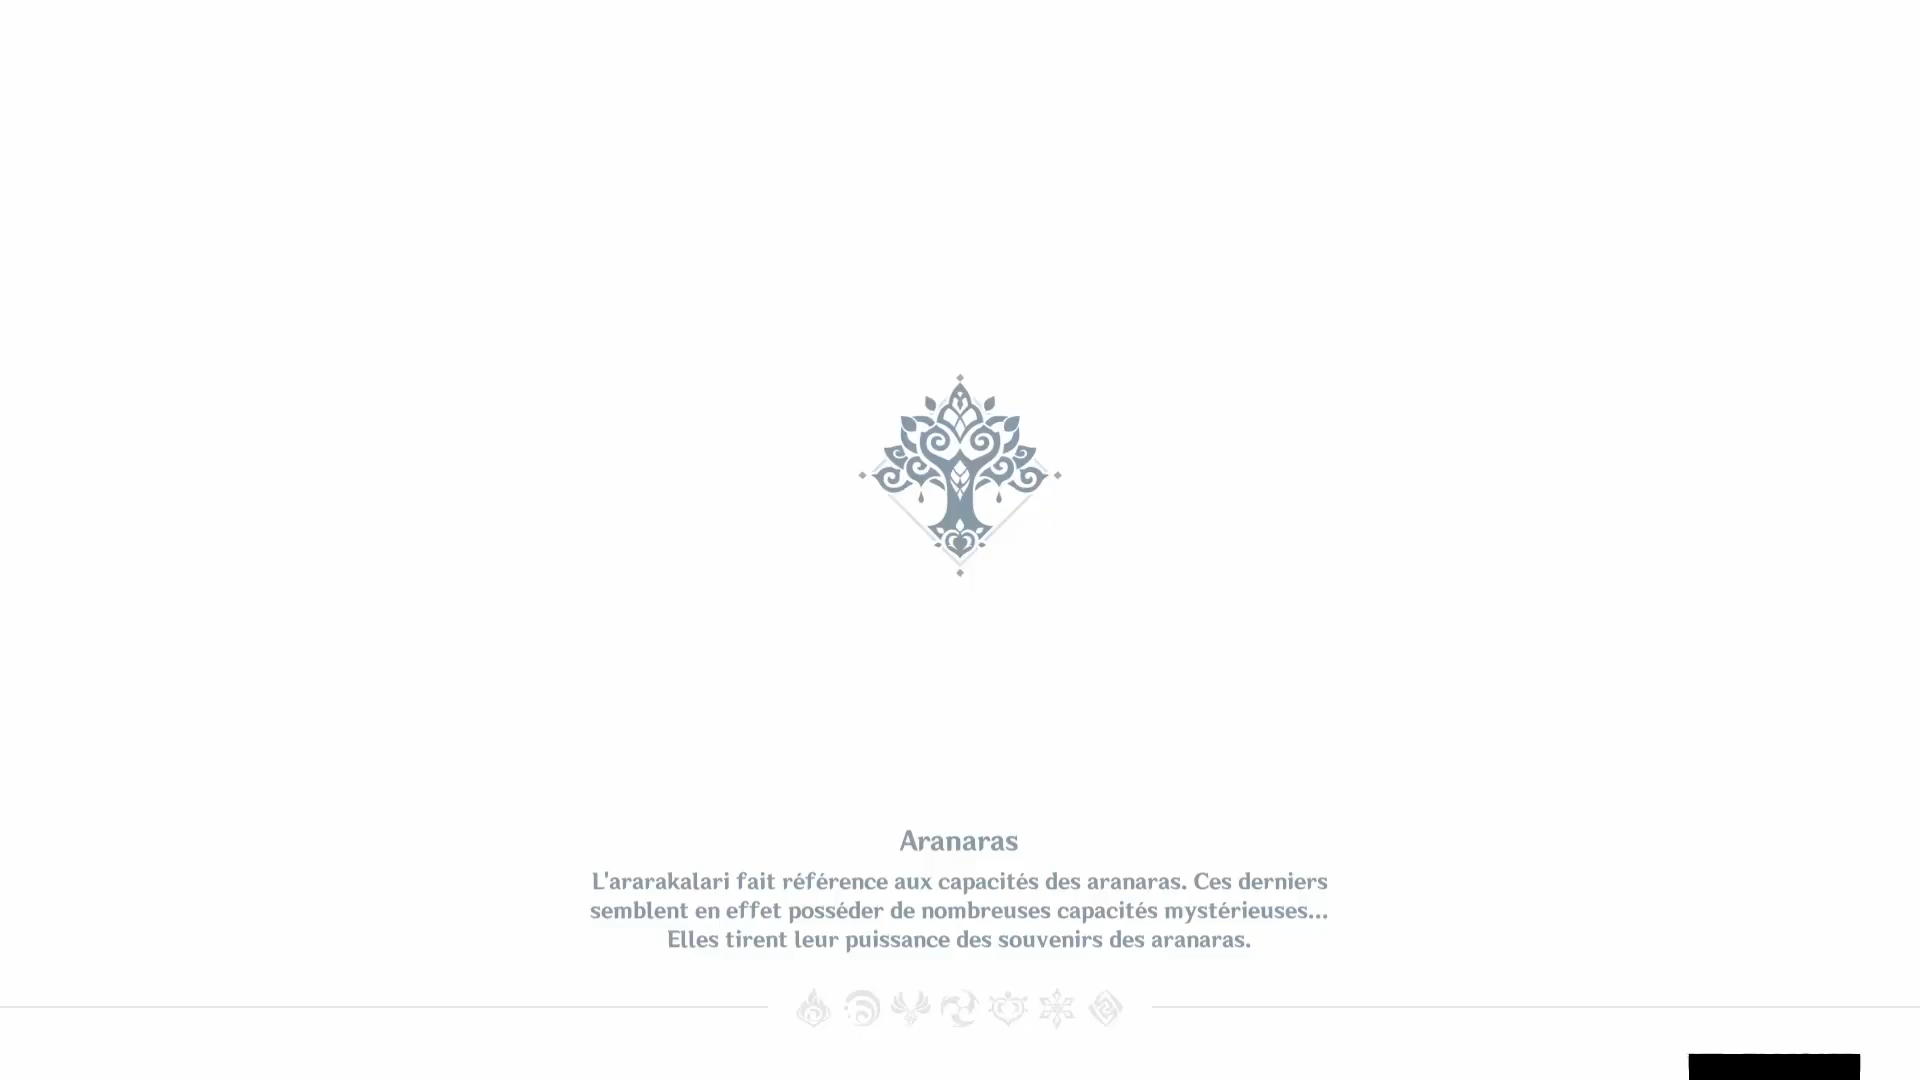 Aranaras
L'ararakalari fait référence aux capacités des aranaras. Ces derniers
semblent en effet posséder de nombreuses capacités mystérieuses...
Elles tirent leur puissance des souvenirs des aranaras.